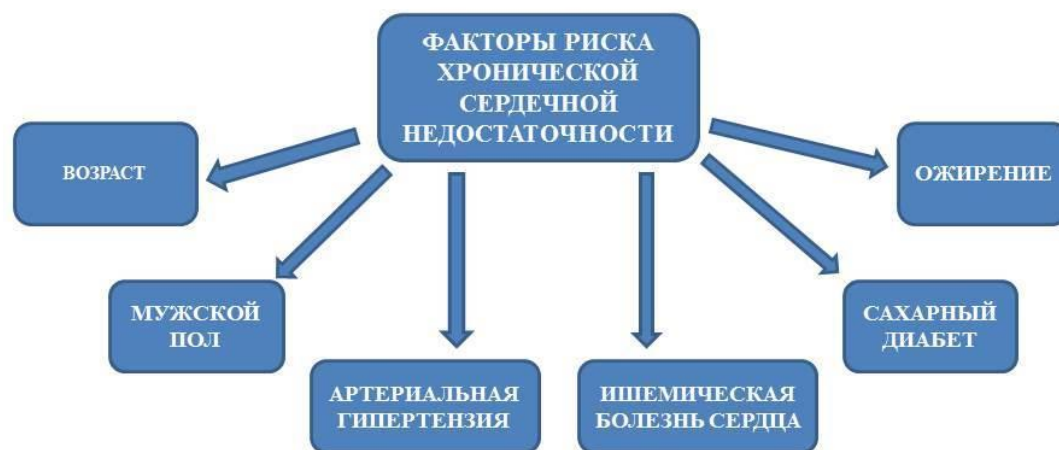 ФАКТОРЫ РИСКА
ХРОНИЧЕСКОЙ
СЕРДЕЧНОЙ
НЕДОСТАТОЧНОСТИ
ВОЗРАСТ
ОЖИРЕНИЕ
МУЖСКОЙ
ПОЛ
САХАРНЫЙ
ДИАБЕТ
АРТЕРИАЛЬНАЯ
ГИПЕРТЕНЗИЯ
ИШЕМИЧЕСКАЯ
БОЛЕЗНЬ СЕРДЦА